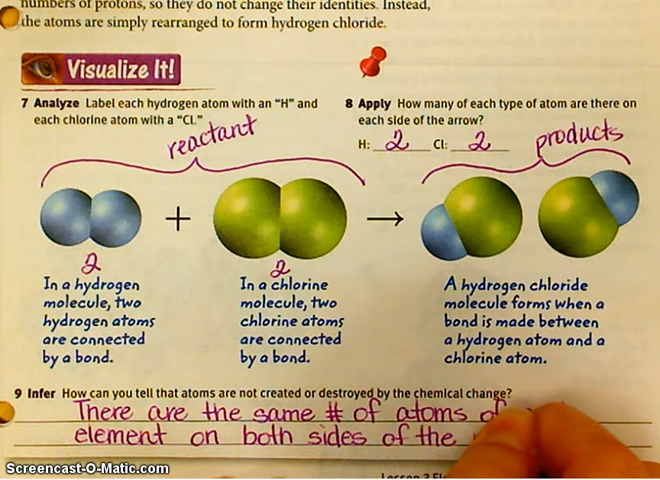 numbers of protons, so they do not change their identities. Instead,
the atoms are simply rearranged to form hydrogen chloride.
Visualize It!
7 Analyze Label each hydrogen atom with an "H" and
each chlorine atom with a "Cl."
8 Apply How many of each type of atom are there on
each side of the arrow?
H: 2 Cl: 2
reactant
products
+
→
2
2
In a hydrogen
molecule, two
hydrogen atoms
are connected
by a bond.
In a chlorine
molecule, two
chlorine atoms
are connected
by a bond.
A hydrogen chloride
molecule forms when a
bond is made between
a hydrogen atom and a
chlorine atom.
9 Infer How can you tell that atoms are not created or destroyed by the chemical change?
There are the same # of atoms of
element on both sides of the
Screencast-O-Matic.com